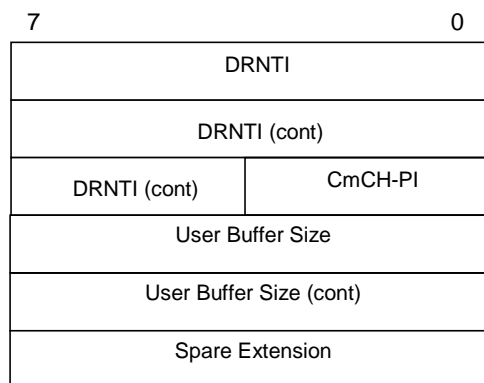 7 0
DRNTI
DRNTI (cont)
DRNTI (cont) CmCH-PI
User Buffer Size
User Buffer Size (cont)
Spare Extension